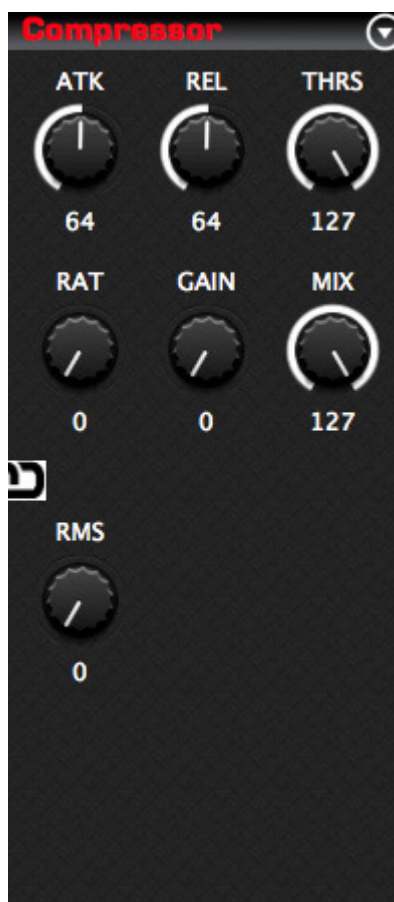 Compressor
ATK REL THRS
64 64 127
RAT GAIN MIX
0 0 127
RMS
0